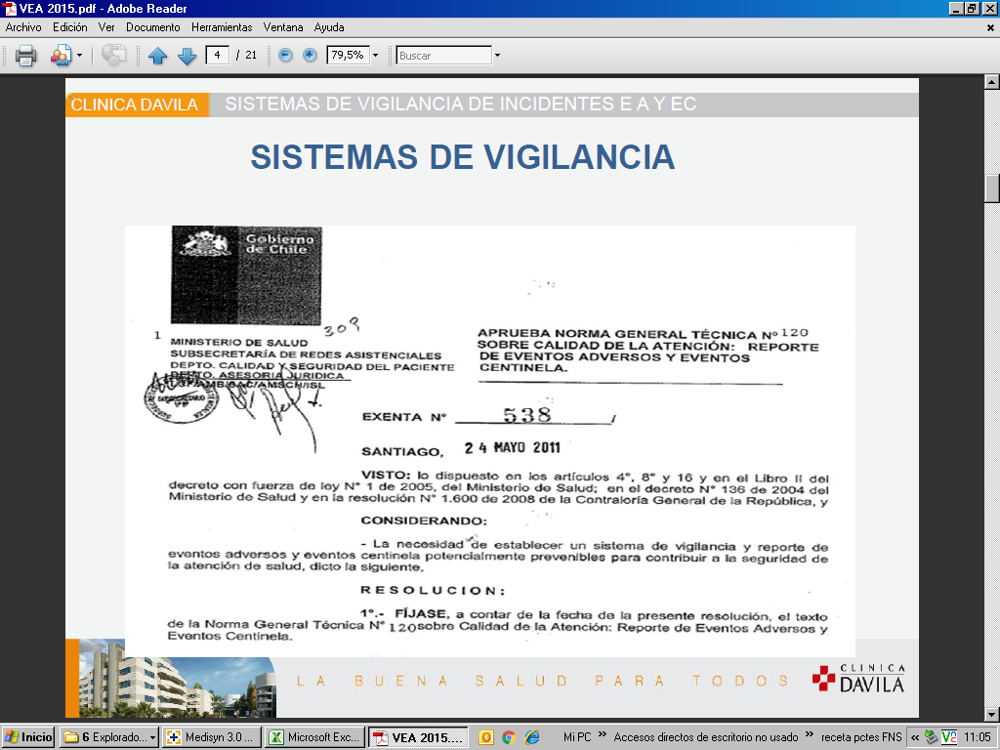 VEA 2015.pdf - Adobe Reader
Archivo Edición Ver Documento Herramientas Ventana Ayuda
4 / 21 79,5% Buscar
CLINICA DAVILA SISTEMAS DE VIGILANCIA DE INCIDENTES E A Y EC
SISTEMAS DE VIGILANCIA
Gobierno
de Chile
309
1
MINISTERIO DE SALUD
SUBSECRETARÍA DE REDES ASISTENCIALES
DEPTO. CALIDAD Y SEGURIDAD DEL PACIENTE
DEPTO. ASESORIA JURIDICA
APRUEBA NORMA GENERAL TÉCNICA Nº 120
SOBRE CALIDAD DE LA ATENCIÓN: REPORTE
DE EVENTOS ADVERSOS Y EVENTOS
CENTINELA.
EXENTA Nº 538 /
SANTIAGO, 24 MAYO 2011
VISTO: lo dispuesto en los artículos 4º, 8º y 16 y en el Libro II del
decreto con fuerza de ley N° 1 de 2005, del Ministerio de Salud; en el decreto N° 136 de 2004 del
Ministerio de Salud y en la resolución N° 1.600 de 2008 de la Contraloría General de la República, y
CONSIDERANDO:
- La necesidad de establecer un sistema de vigilancia y reporte de
eventos adversos y eventos centinela potencialmente prevenibles para contribuir a la seguridad de
la atención de salud, dicto la siguiente,
RESOLUCION:
1º.- FÍJASE, a contar de la fecha de la presente resolución, el texto
de la Norma General Técnica N° 120 sobre Calidad de la Atención: Reporte de Eventos Adversos y
Eventos Centinela.
LA BUENA SALUD PARA TODOS
CLINICA
DAVILA
Inicio 6 Explorado... Medisyn 3.0 ... Microsoft Exc... VEA 2015.... Mi PC » Accesos directos de escritorio no usado » receta pctes FNS « 11:05